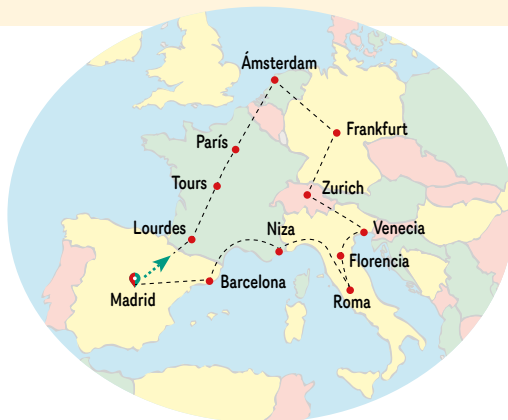 Ámsterdam
Frankfurt
París
Tours
Zurich
Lourdes
Niza
Venecia
Florencia
Madrid
Barcelona
Roma